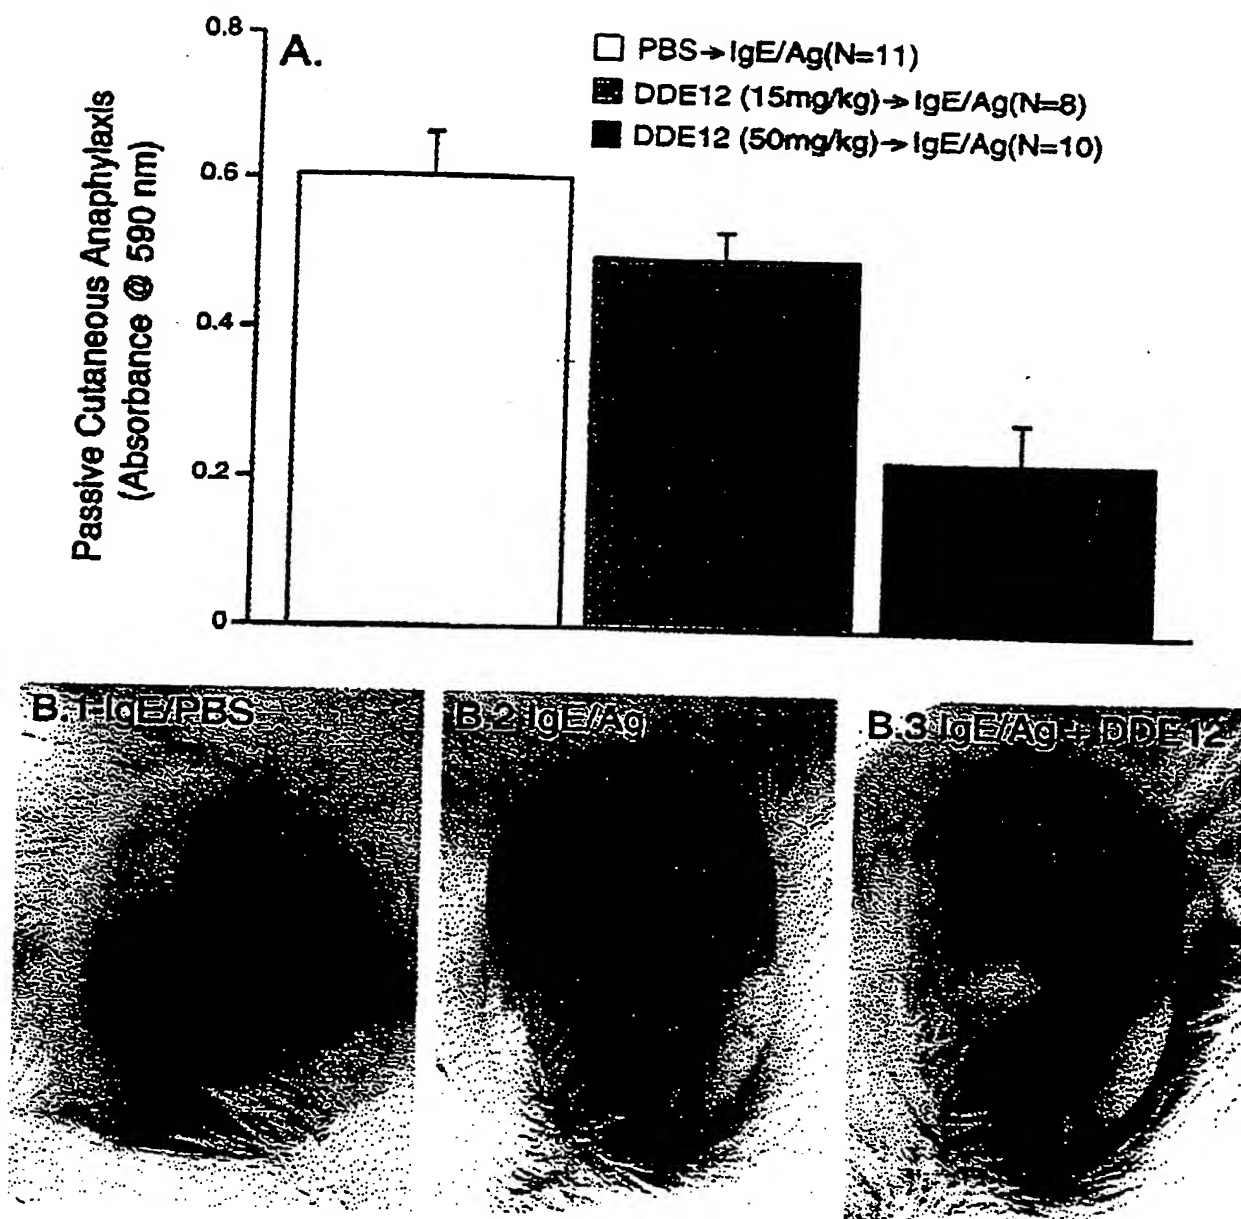 A.
PBS→IgE/Ag(N=11)
DDE12 (15mg/kg)→IgE/Ag(N=8)
DDE12 (50mg/kg)→IgE/Ag(N=10)
Passive Cutaneous Anaphylaxis
(Absorbance @ 590 nm)
0.8
0.6
0.4
0.2
0
B.1 IgE/PBS
B.2 IgE/Ag
B.3 IgE/Ag + DDE12